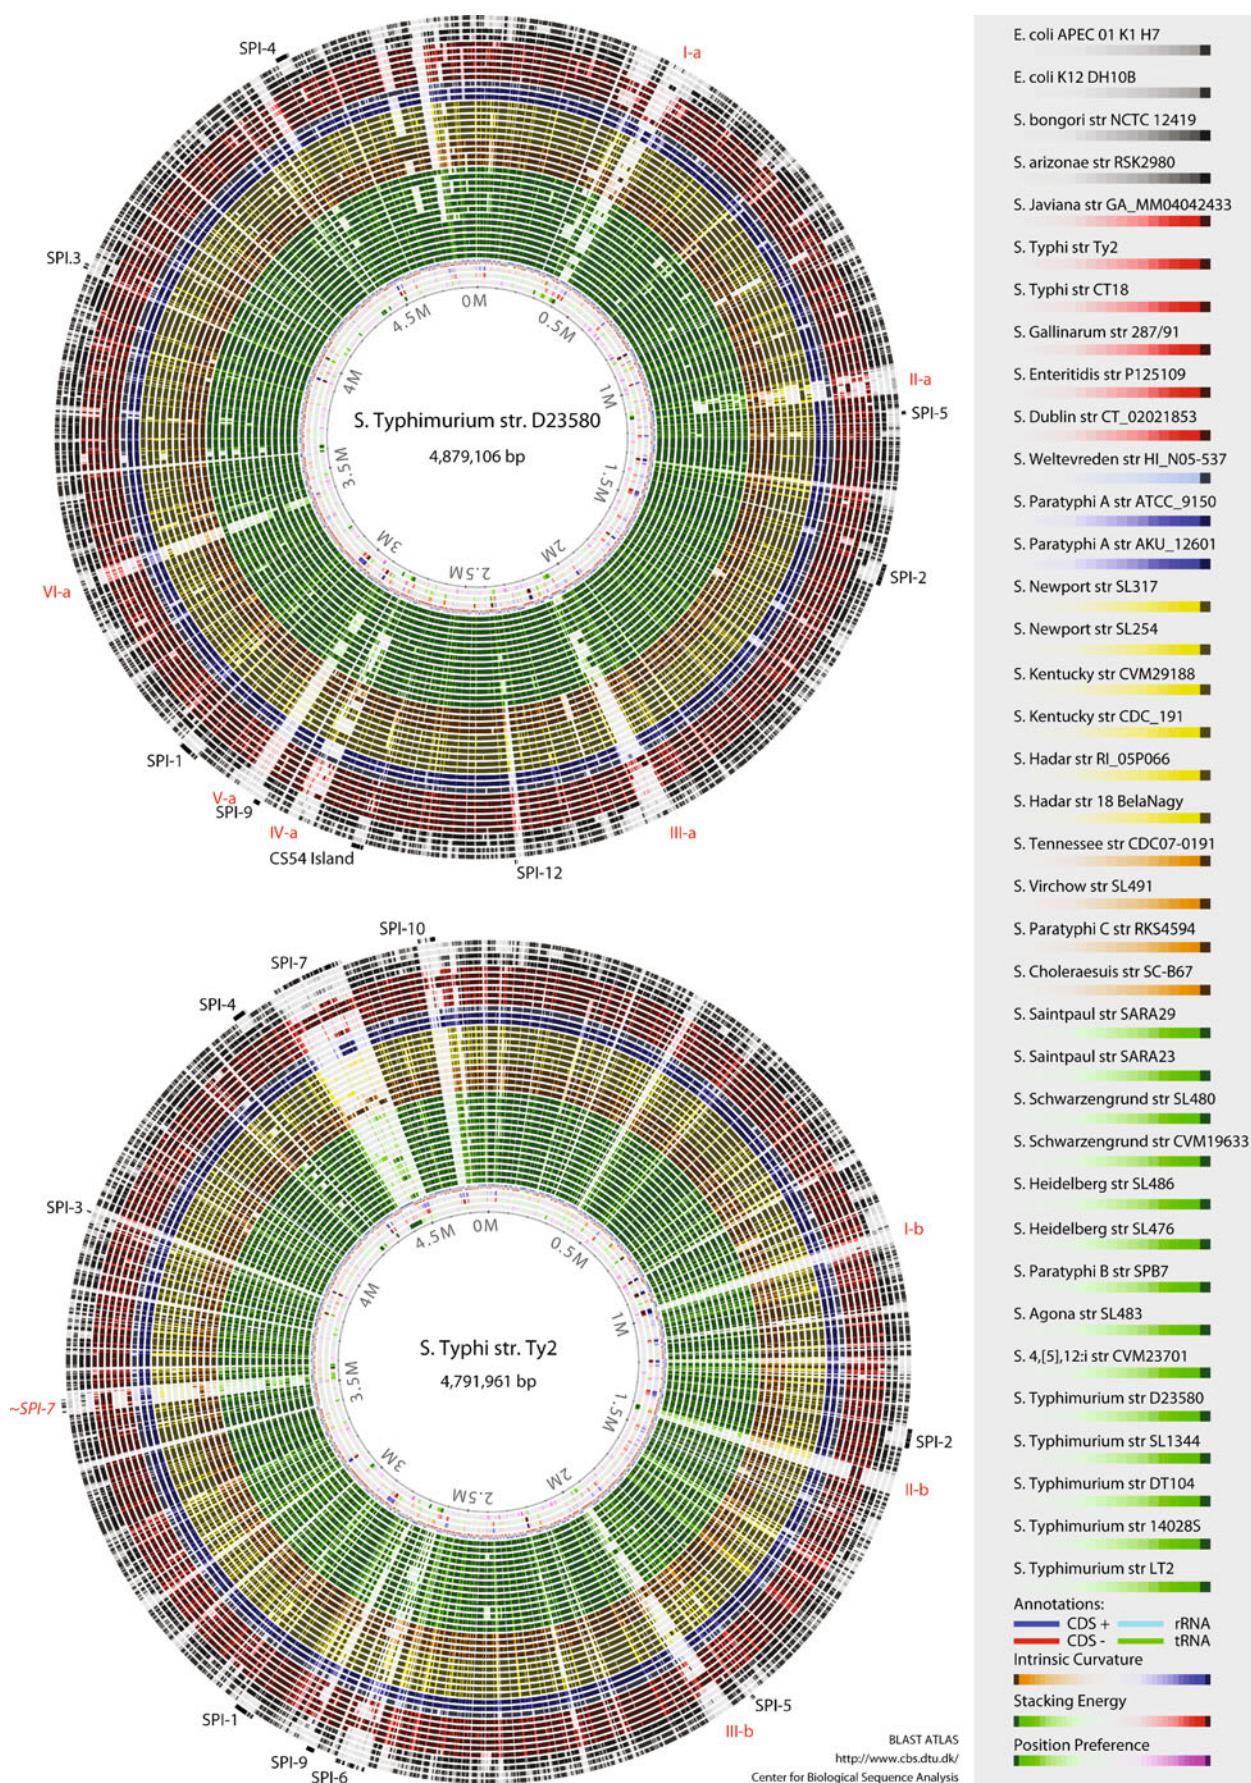 SPI-4
I-a
SPI.3
II-a
SPI-5
0M
0.5M
1M
1.5M
2M
2.5M
3M
3.5M
4M
4.5M
S. Typhimurium str. D23580
4,879,106 bp
SPI-2
VI-a
SPI-1
V-a
SPI-9
IV-a
CS54 Island
SPI-12
III-a
SPI-10
SPI-7
SPI-4
SPI-3
I-b
0M
0.5M
1M
1.5M
2M
2.5M
3M
3.5M
4M
4.5M
S. Typhi str. Ty2
4,791,961 bp
~SPI-7
SPI-2
II-b
SPI-5
III-b
SPI-1
SPI-9
SPI-6
BLAST ATLAS
http://www.cbs.dtu.dk/
Center for Biological Sequence Analysis
E. coli APEC 01 K1 H7
E. coli K12 DH10B
S. bongori str NCTC 12419
S. arizonae str RSK2980
S. Javiana str GA_MM04042433
S. Typhi str Ty2
S. Typhi str CT18
S. Gallinarum str 287/91
S. Enteritidis str P125109
S. Dublin str CT_02021853
S. Weltevreden str HI_N05-537
S. Paratyphi A str ATCC_9150
S. Paratyphi A str AKU_12601
S. Newport str SL317
S. Newport str SL254
S. Kentucky str CVM29188
S. Kentucky str CDC_191
S. Hadar str RI_05P066
S. Hadar str 18 BelaNagy
S. Tennessee str CDC07-0191
S. Virchow str SL491
S. Paratyphi C str RKS4594
S. Choleraesuis str SC-B67
S. Saintpaul str SARA29
S. Saintpaul str SARA23
S. Schwarzengrund str SL480
S. Schwarzengrund str CVM19633
S. Heidelberg str SL486
S. Heidelberg str SL476
S. Paratyphi B str SPB7
S. Agona str SL483
S. 4,[5],12:i str CVM23701
S. Typhimurium str D23580
S. Typhimurium str SL1344
S. Typhimurium str DT104
S. Typhimurium str 14028S
S. Typhimurium str LT2
Annotations:
CDS + rRNA
CDS - tRNA
Intrinsic Curvature
Stacking Energy
Position Preference